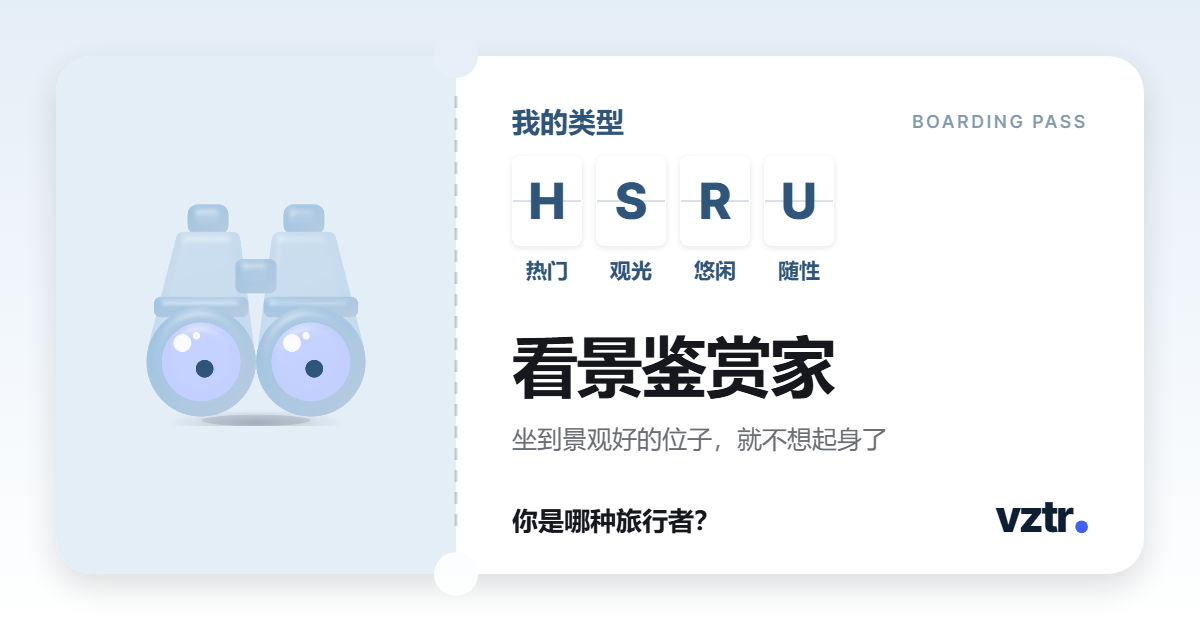 我的类型
BOARDING PASS
H S R U
热门 观光 悠闲 随性
看景鉴赏家
坐到景观好的位子，就不想起身了
你是哪种旅行者?
vztr.